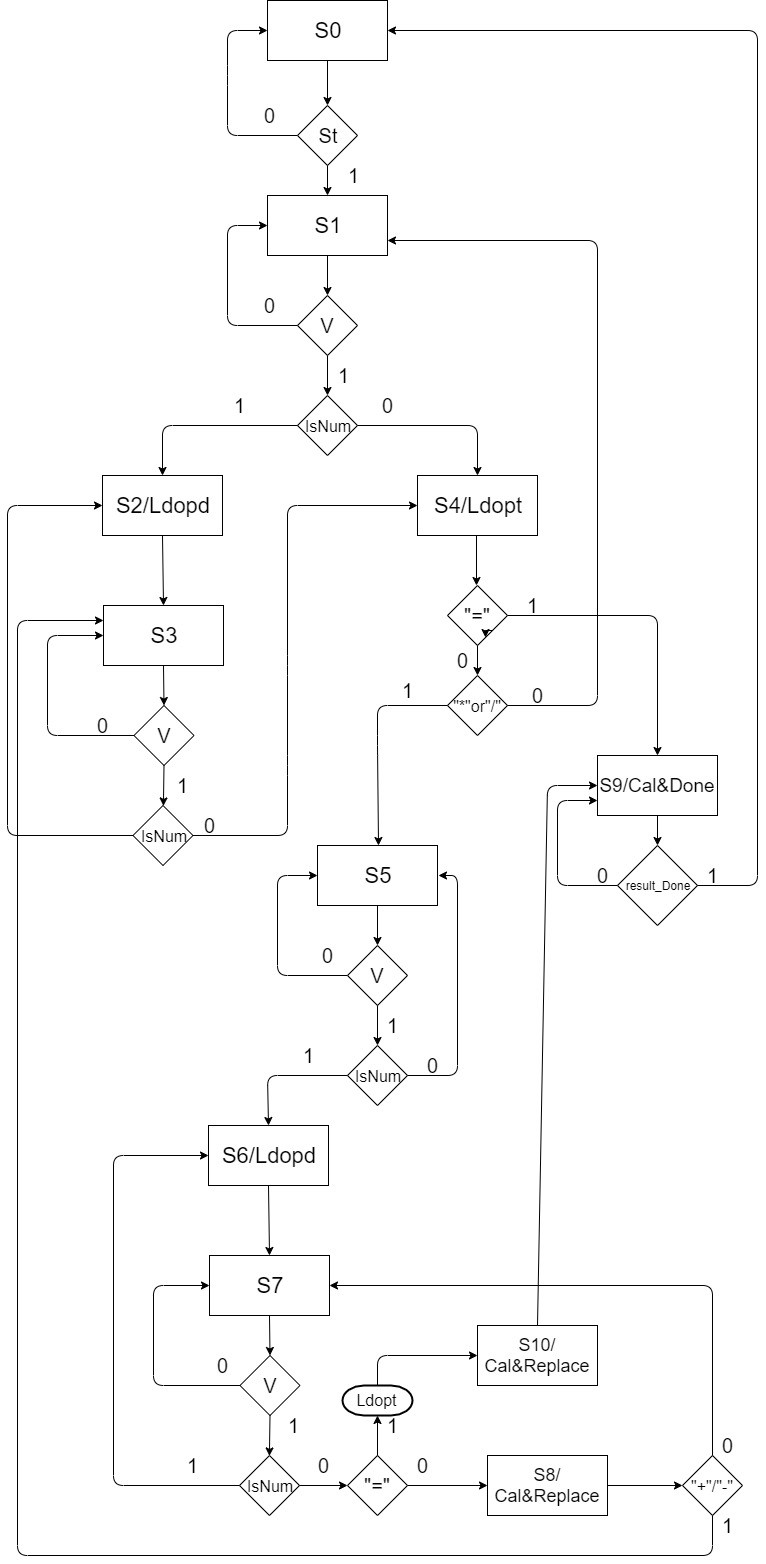 S0
0
St
1
S1
0
V
1
1
IsNum
0
S2/Ldopd
S4/Ldopt
"="
1
S3
0
0
V
1
"*"or"/"
0
1
IsNum
0
S9/Cal&Done
S5
0
result_Done
1
0
V
1
1
IsNum
0
S6/Ldopd
S7
0
V
S10/
Cal&Replace
Ldopt
1
1
1
IsNum
0
"="
0
S8/
Cal&Replace
0
"+"/"-"
1